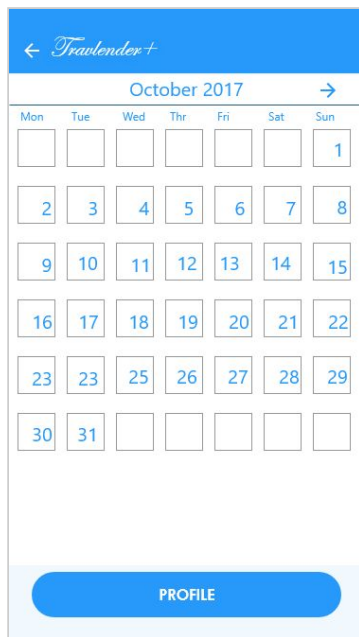 ← Travlender+
October 2017 →
Mon Tue Wed Thr Fri Sat Sun
1
2 3 4 5 6 7 8
9 10 11 12 13 14 15
16 17 18 19 20 21 22
23 23 25 26 27 28 29
30 31
PROFILE